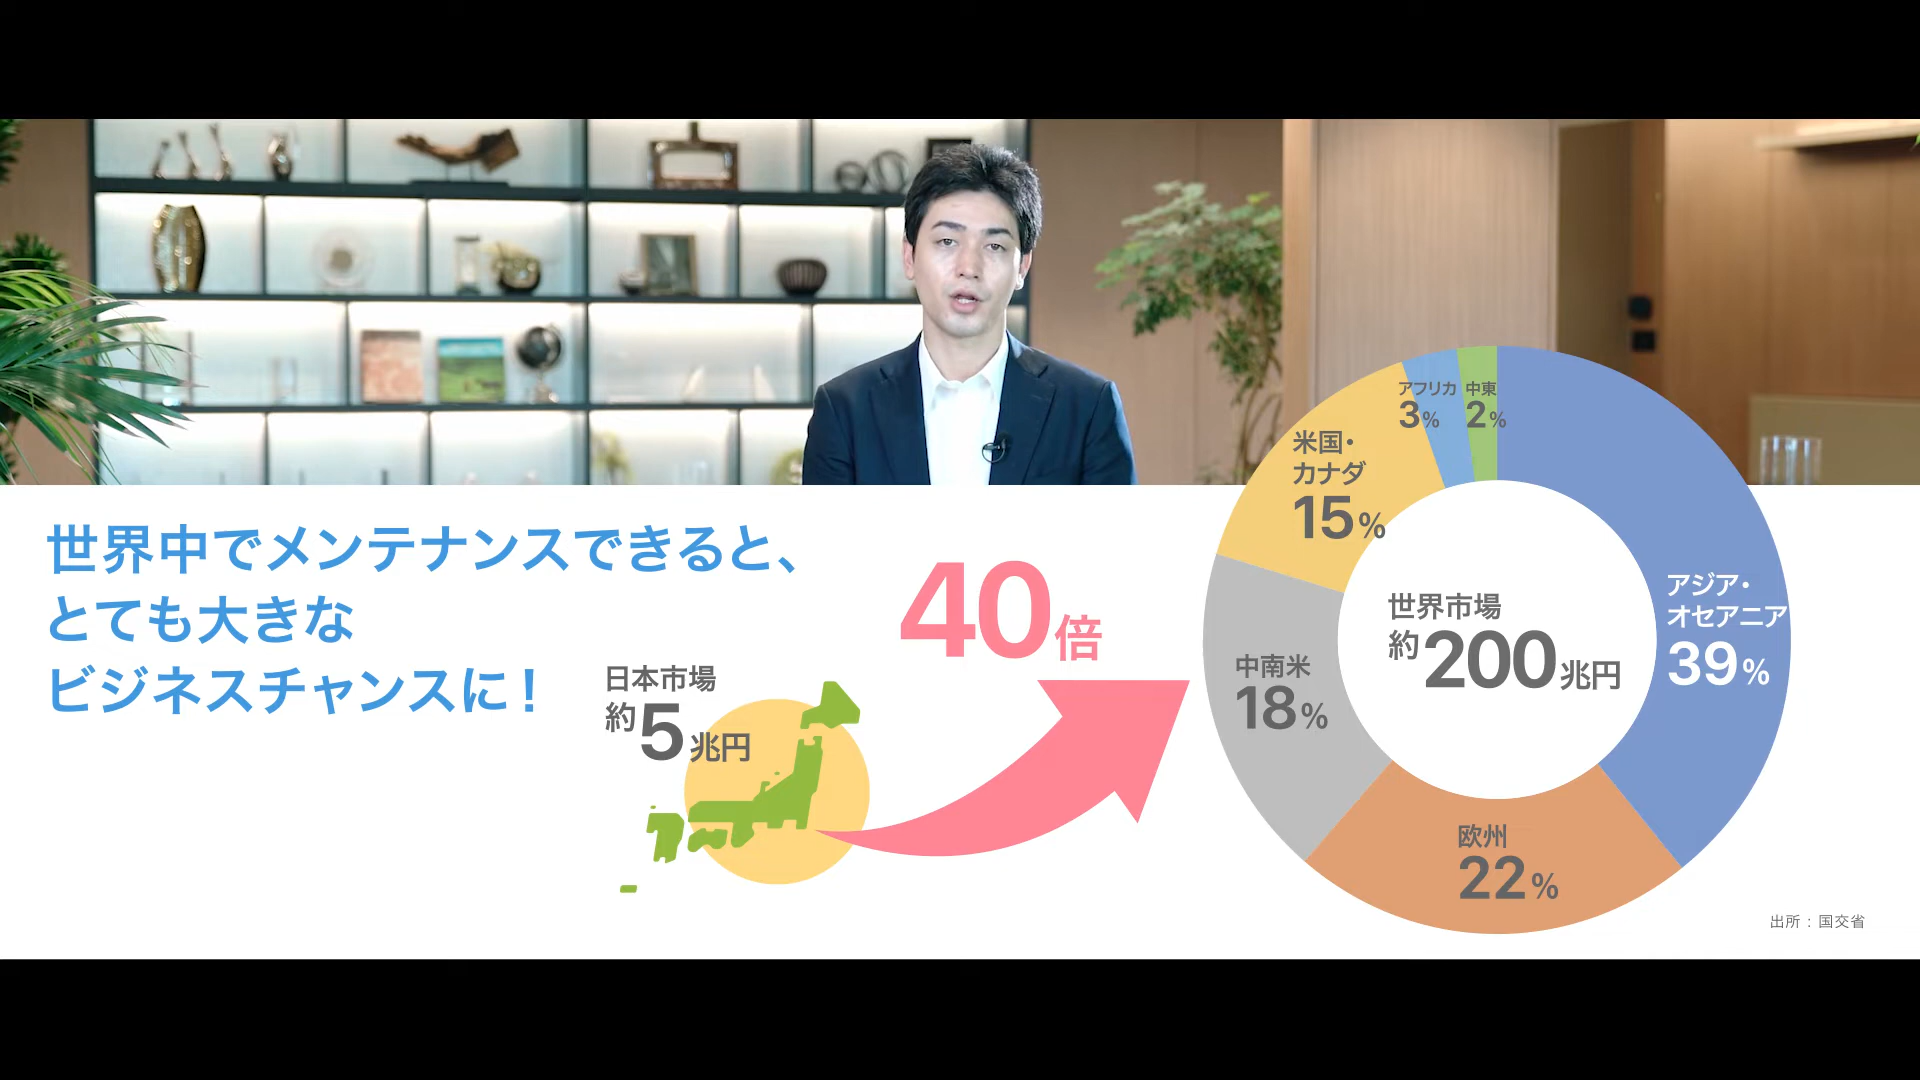 世界中でメンテナンスできると、
とても大きな
ビジネスチャンスに！
日本市場
約5兆円
40倍
アフリカ
3%
中東
2%
米国・
カナダ
15%
アジア・
オセアニア
39%
世界市場
約200兆円
中南米
18%
欧州
22%
出所：国交省